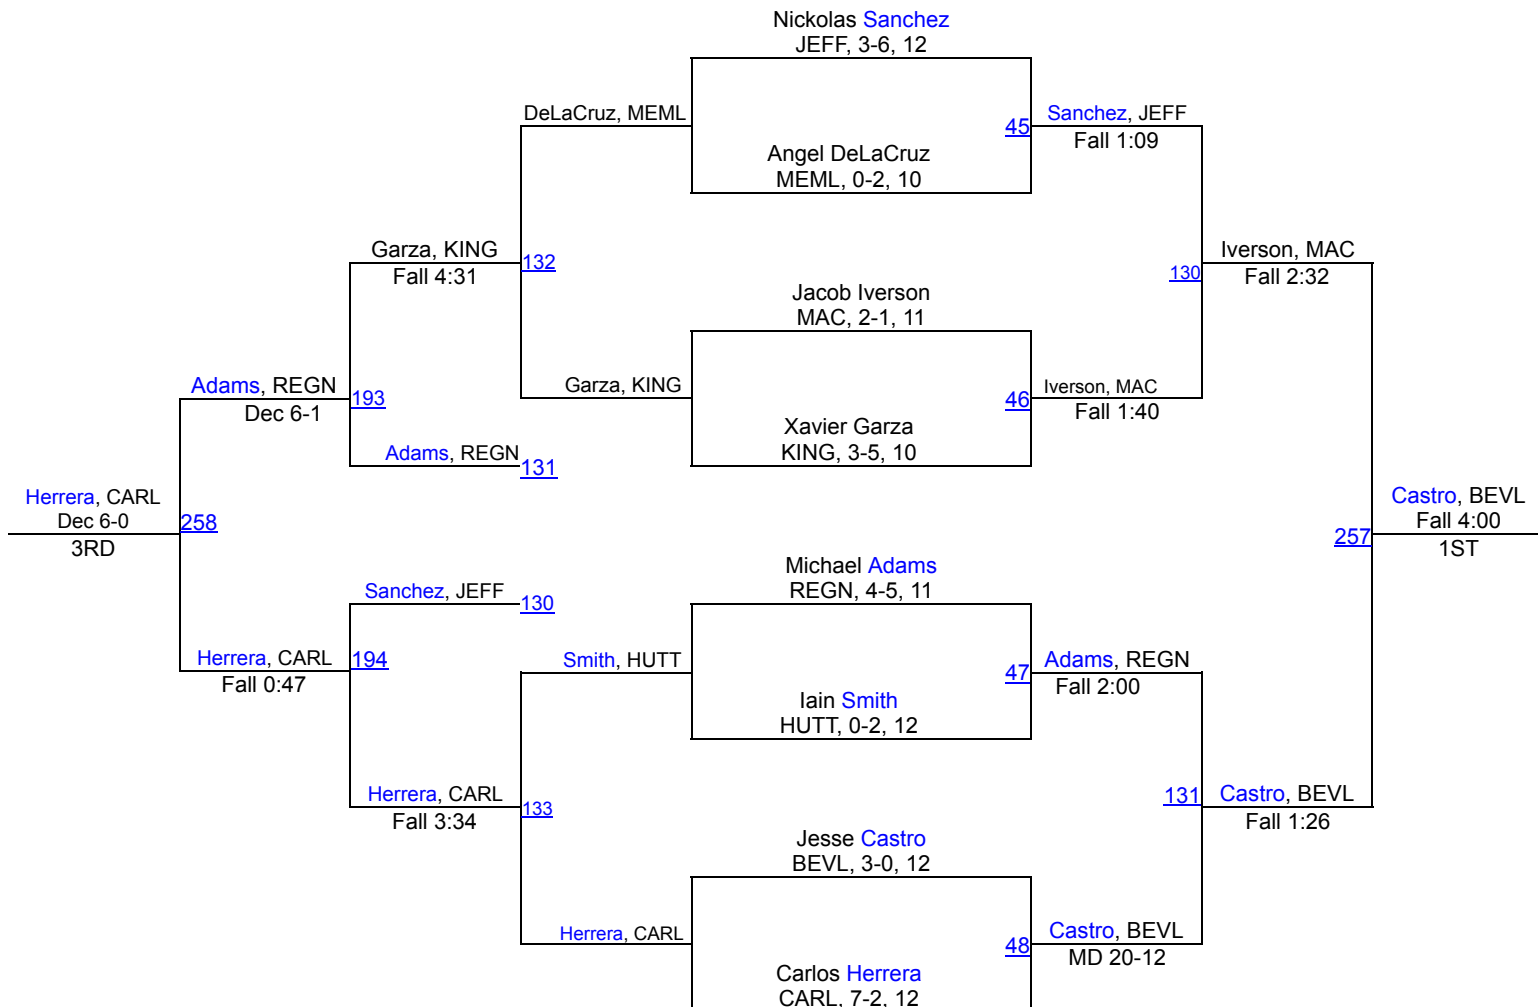 Nickolas Sanchez
JEFF, 3-6, 12
DeLaCruz, MEML
45
Sanchez, JEFF
Fall 1:09
Angel DeLaCruz
MEML, 0-2, 10
Garza, KING
Fall 4:31
132
Iverson, MAC
Fall 2:32
130
Jacob Iverson
MAC, 2-1, 11
Adams, REGN
Dec 6-1
193
Garza, KING
46
Iverson, MAC
Fall 1:40
Xavier Garza
KING, 3-5, 10
Adams, REGN
131
Herrera, CARL
Dec 6-0
3RD
258
257
Castro, BEVL
Fall 4:00
1ST
Michael Adams
REGN, 4-5, 11
Sanchez, JEFF
130
Herrera, CARL
Fall 0:47
194
Smith, HUTT
47
Adams, REGN
Fall 2:00
Iain Smith
HUTT, 0-2, 12
Herrera, CARL
Fall 3:34
133
131
Castro, BEVL
Fall 1:26
Jesse Castro
BEVL, 3-0, 12
Herrera, CARL
48
Castro, BEVL
MD 20-12
Carlos Herrera
CARL, 7-2, 12